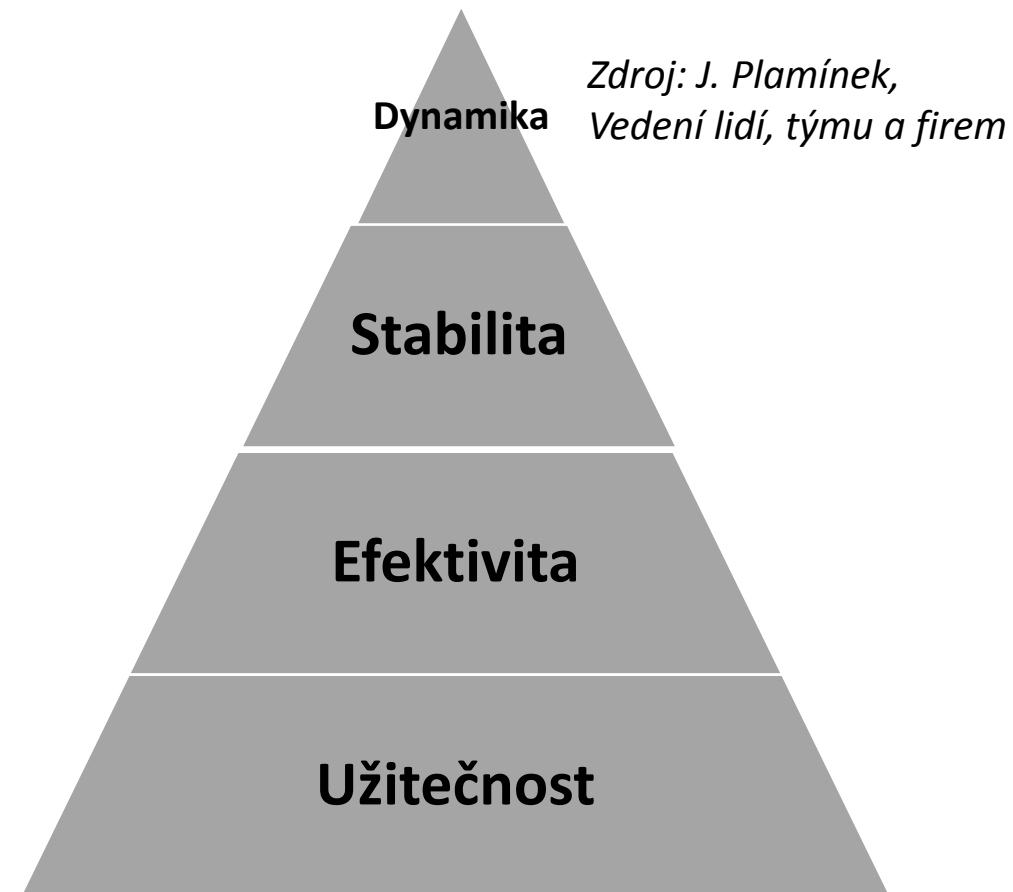 Dynamika
Zdroj: J. Plamínek,
Vedení lidí, týmu a firem
Stabilita
Efektivita
Užitečnost